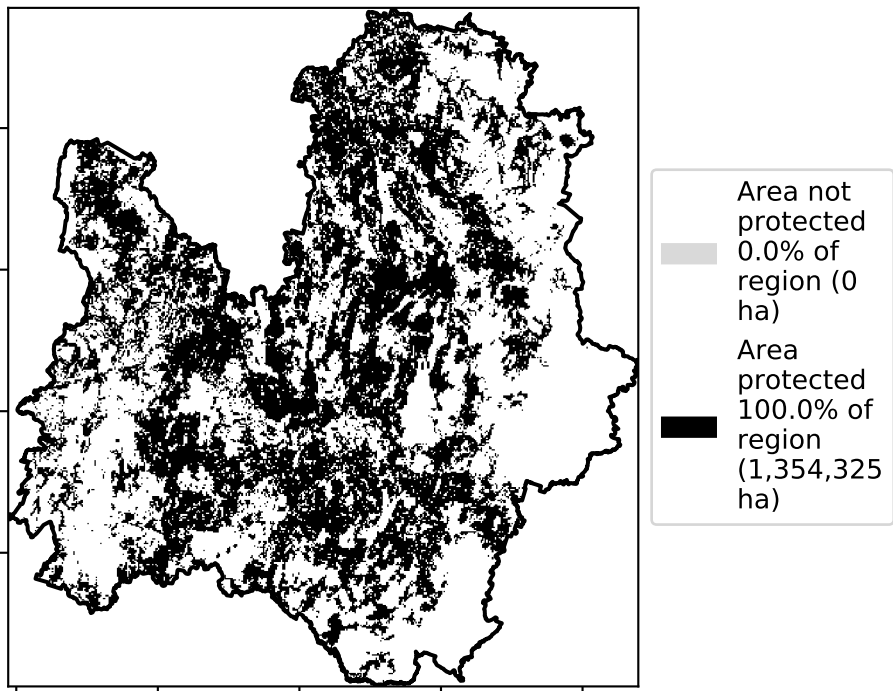 Area not
protected
0.0% of
region (0
ha)
Area
protected
100.0% of
region
(1,354,325
ha)